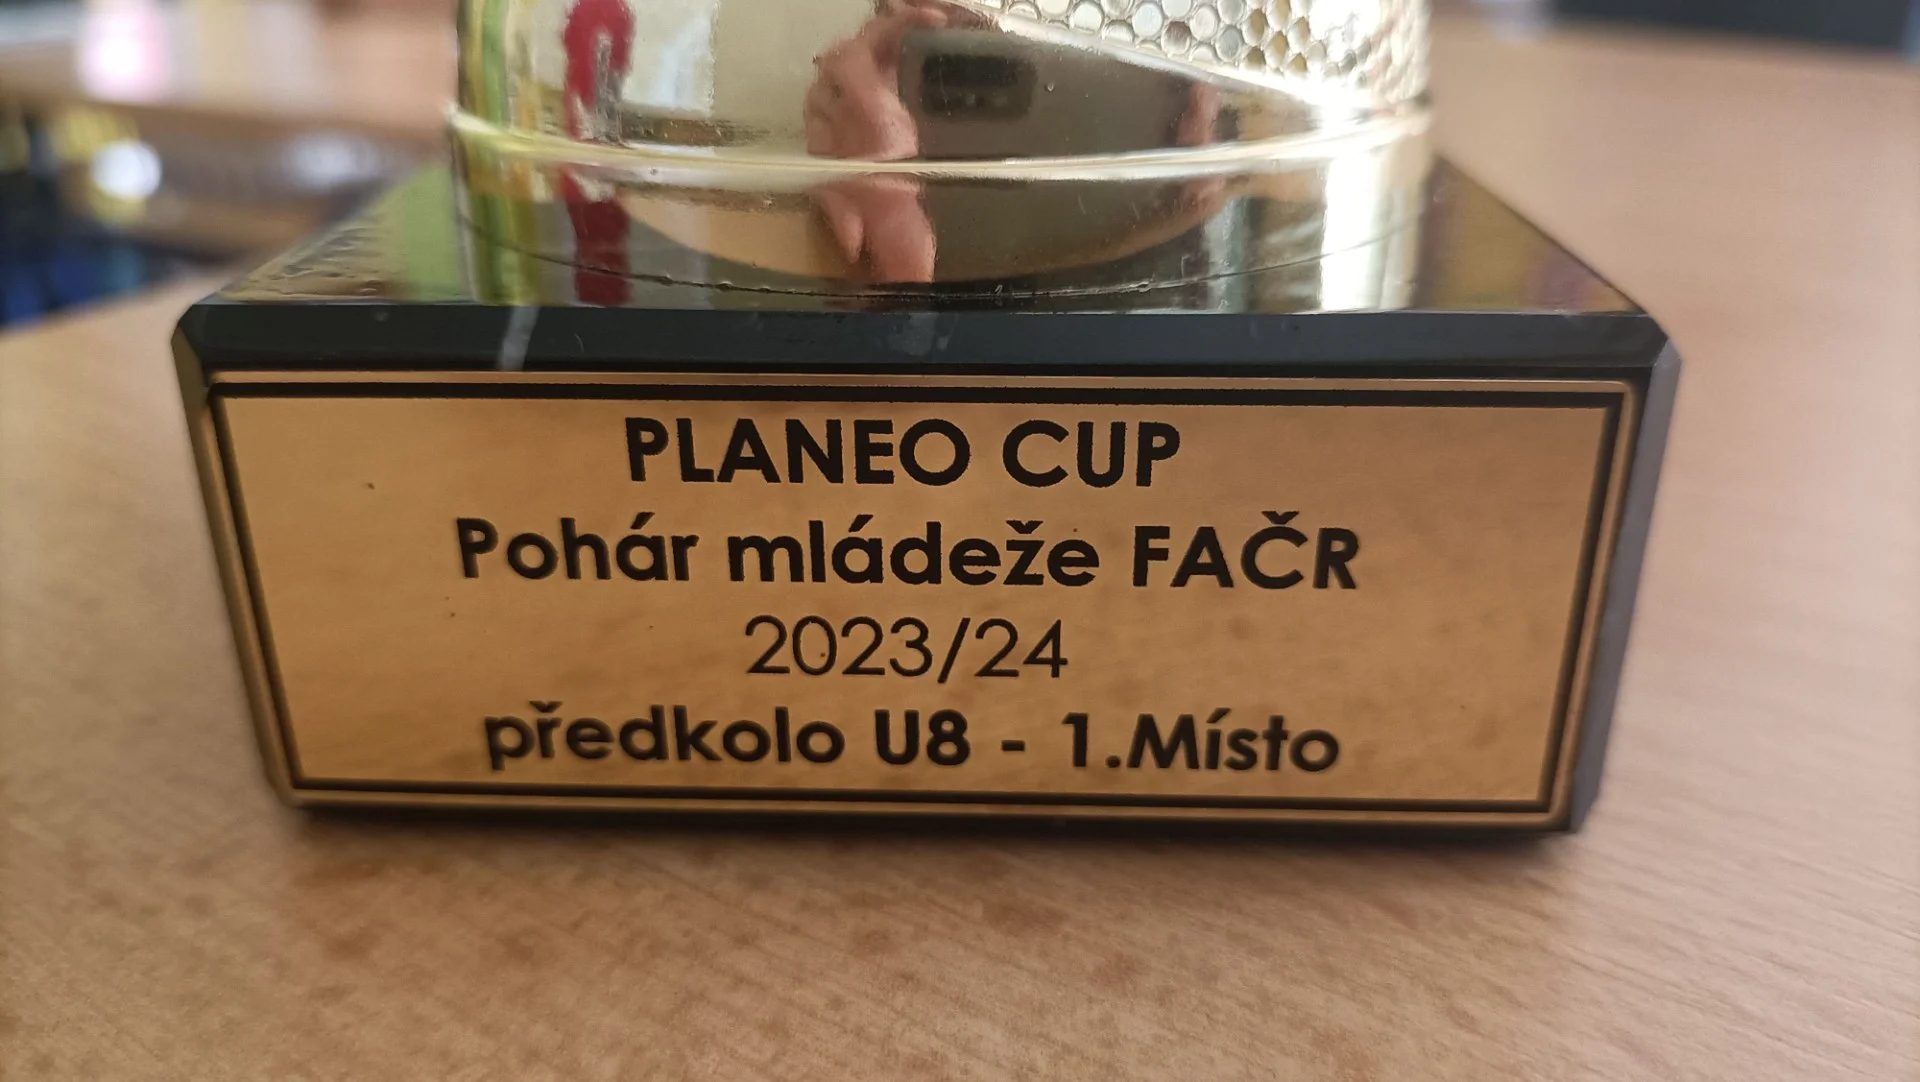 PLANEO CUP
Pohár mládeže FAČR
2023/24
předkolo U8 - 1.Místo